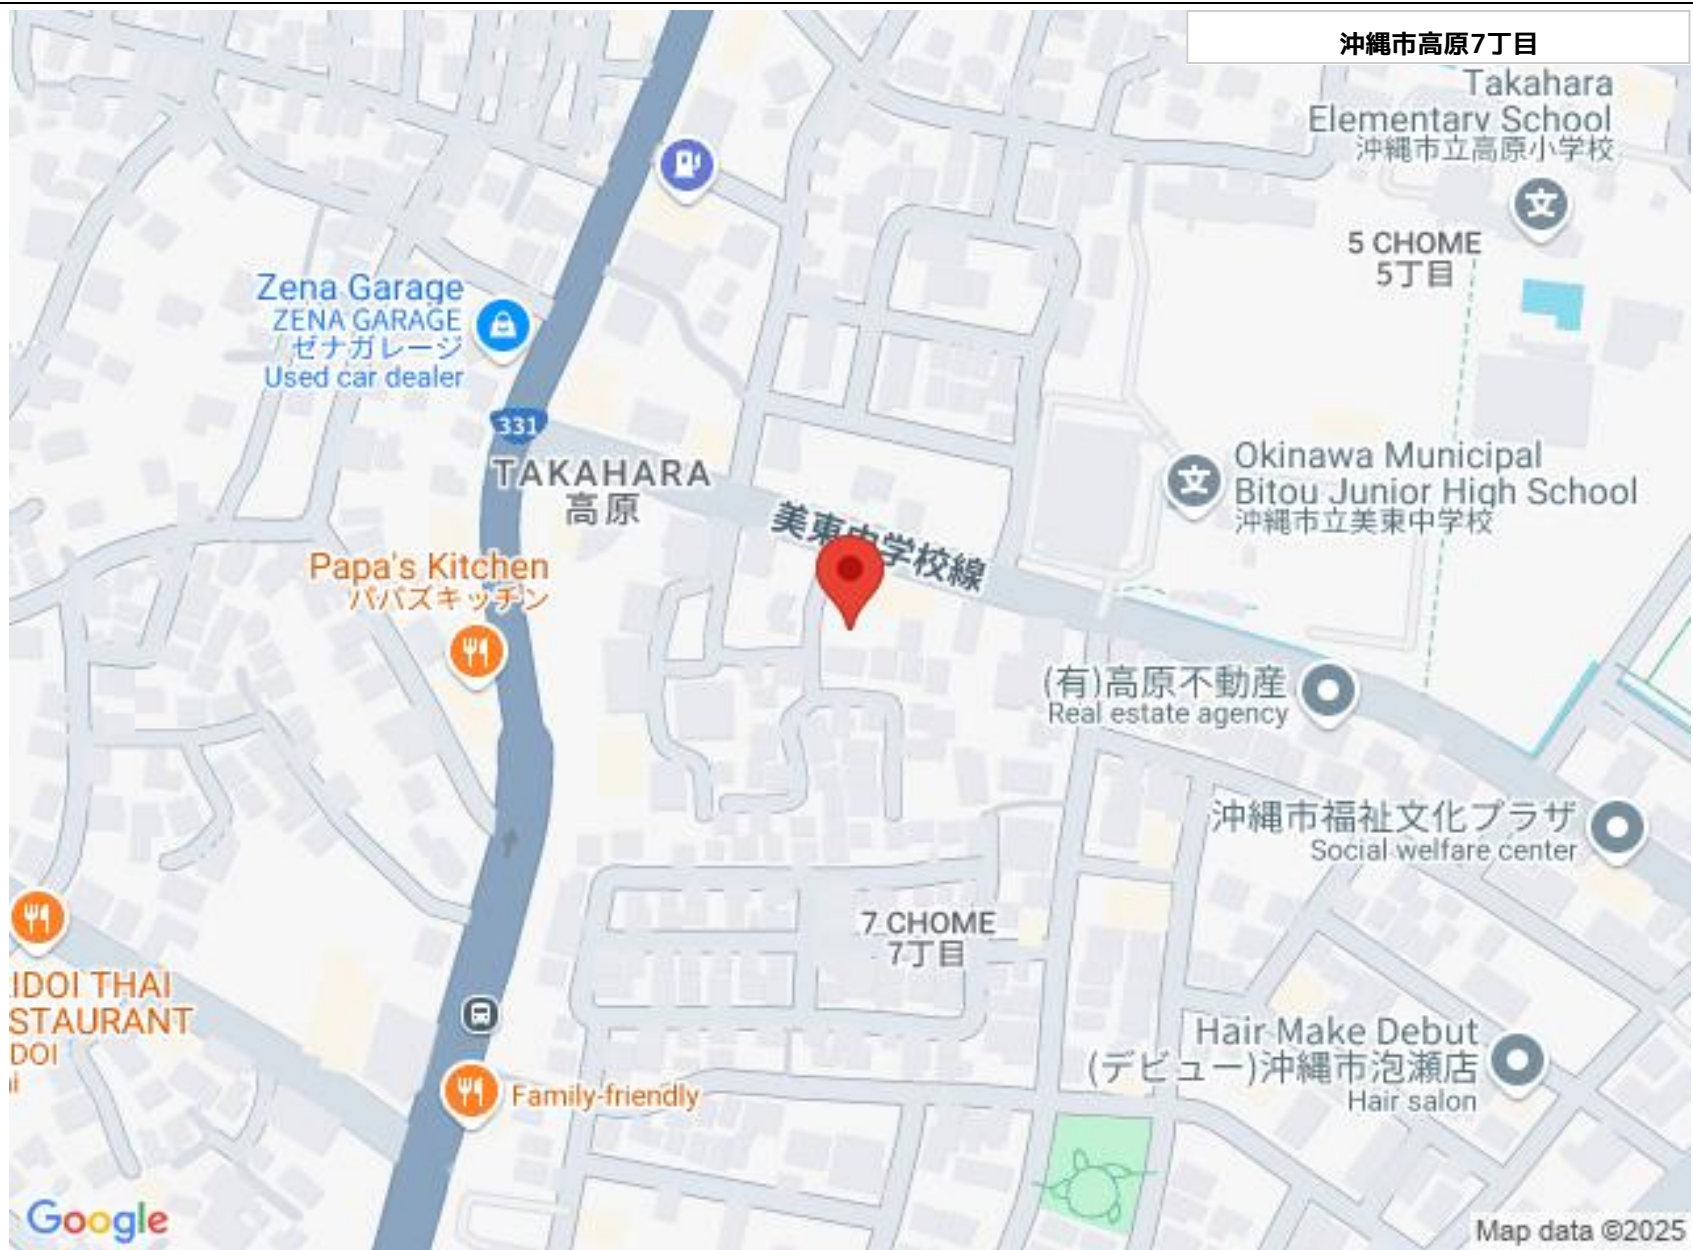 沖縄市高原7丁目
Takahara
Elementary School
沖縄市立高原小学校
5 CHOME
5丁目
Zena Garage
ZENA GARAGE
ゼナガレージ
Used car dealer
331
TAKAHARA
高原
Okinawa Municipal
Bitou Junior High School
沖縄市立美東中学校
美東中学校線
Papa's Kitchen
パパズキッチン
(有)高原不動産
Real estate agency
沖縄市福祉文化プラザ
Social welfare center
7 CHOME
7丁目
IDOI THAI
STAURANT
DOI
Hair Make Debut
(デビュー)沖縄市泡瀬店
Hair salon
Family-friendly
Google
Map data ©2025